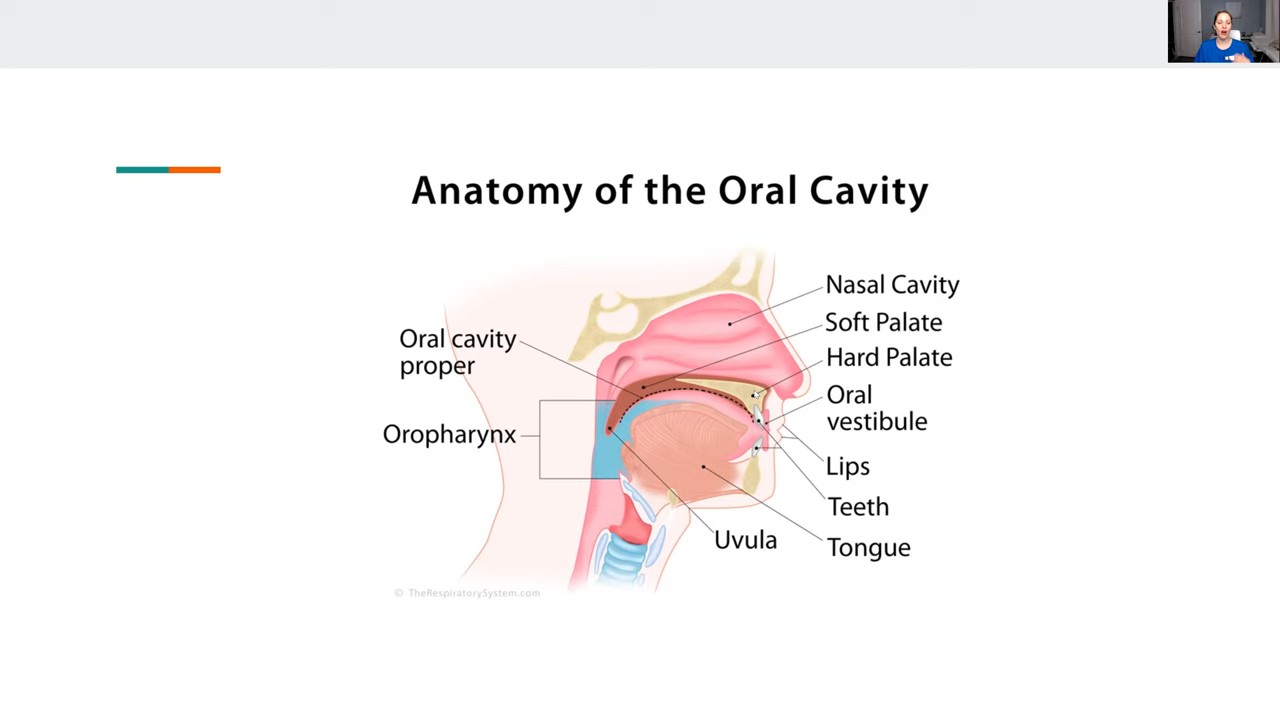 Anatomy of the Oral Cavity
Nasal Cavity
Soft Palate
Hard Palate
Oral
vestibule
Lips
Teeth
Tongue
Uvula
Oral cavity
proper
Oropharynx
© TheRespiratorySystem.com